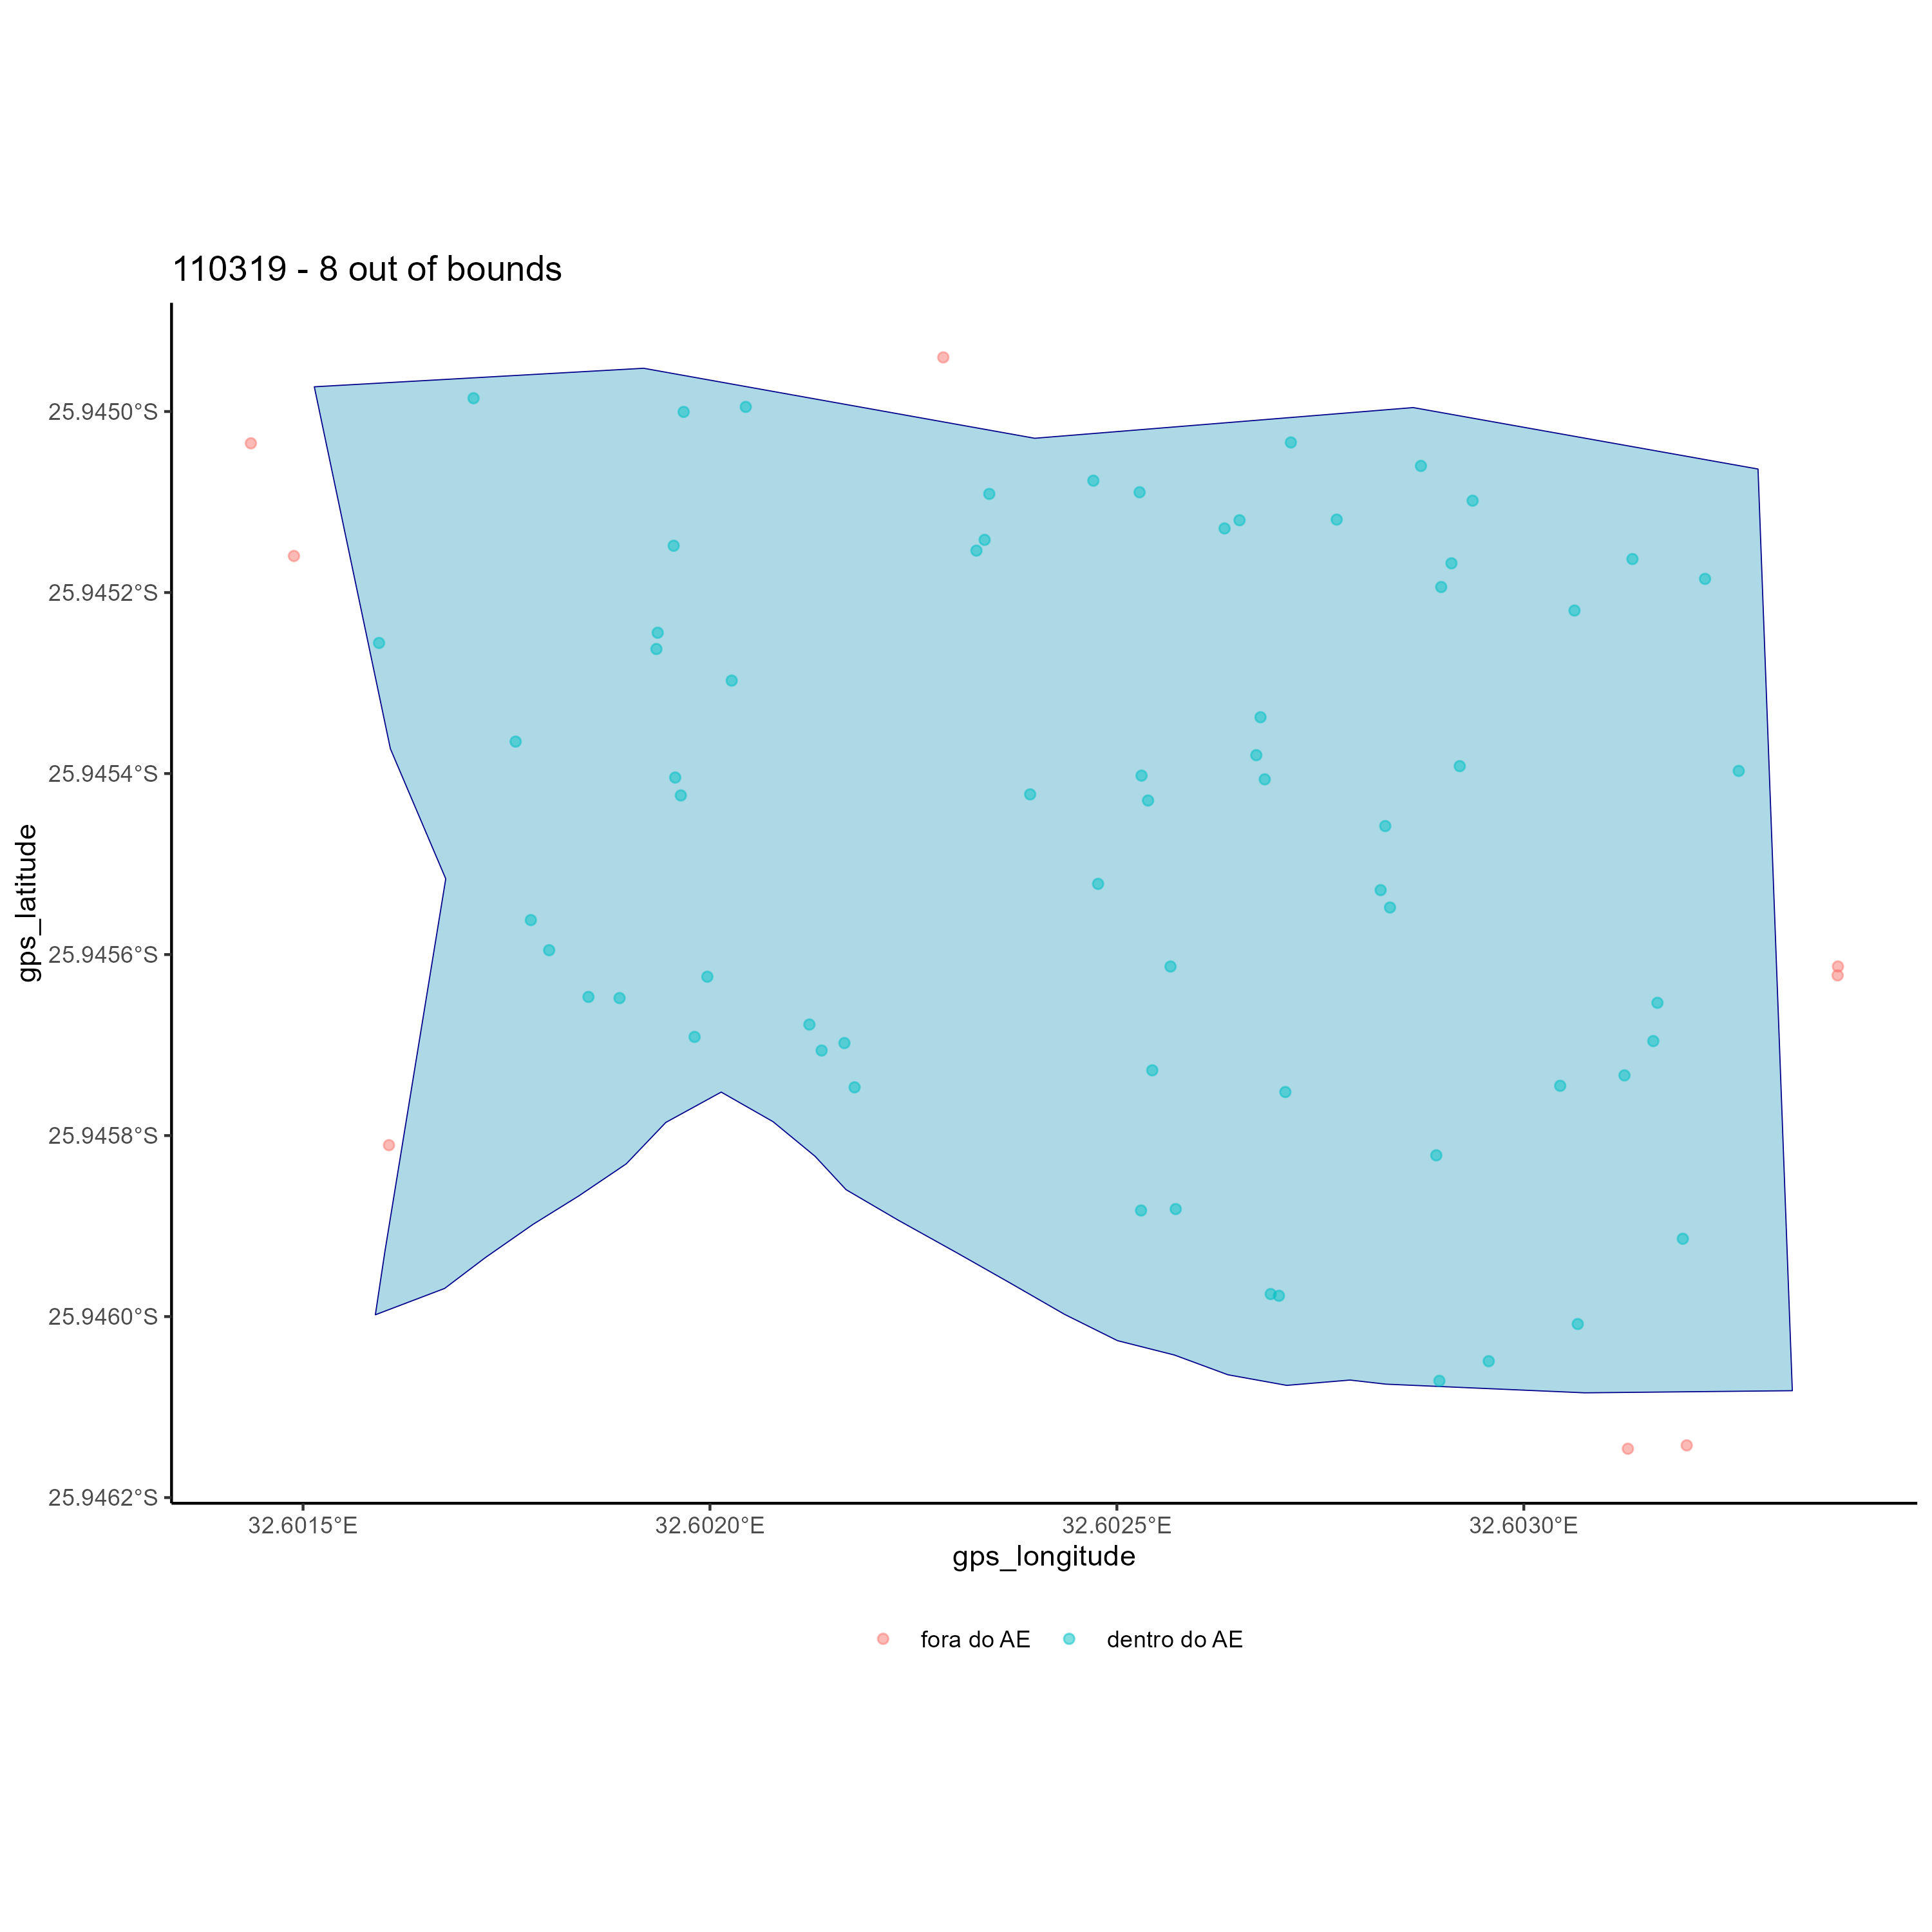 110319 - 8 out of bounds
25.9450°S
25.9452°S
25.9454°S
25.9456°S
25.9458°S
25.9460°S
25.9462°S
gps_latitude
32.6015°E 32.6020°E 32.6025°E 32.6030°E
gps_longitude
fora do AE dentro do AE